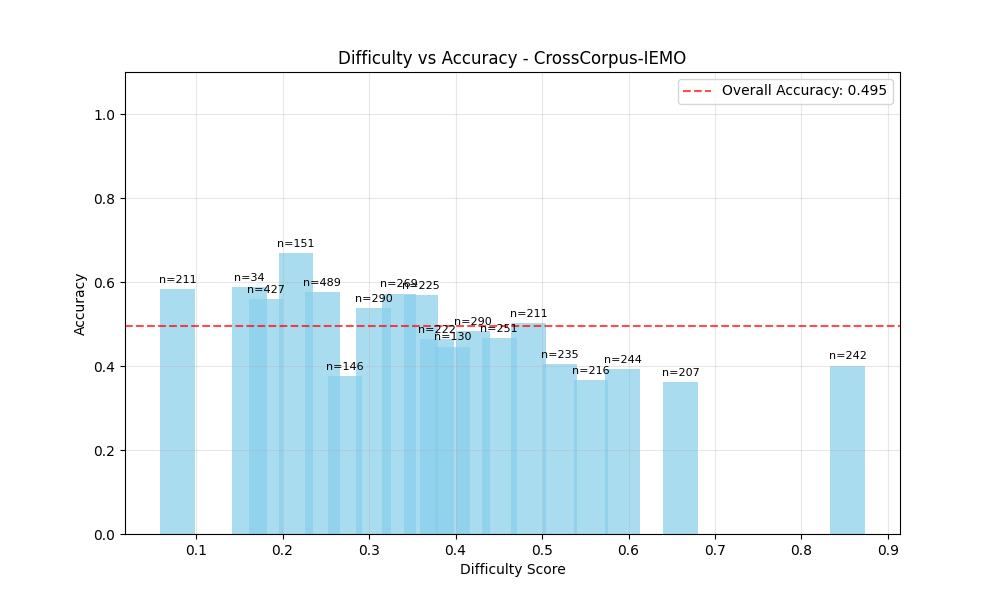 Difficulty vs Accuracy - CrossCorpus-IEMO
Overall Accuracy: 0.495
Accuracy
1.0
0.8
0.6
0.4
0.2
0.0
n=211
n=34
n=427
n=151
n=489
n=146
n=290
n=269
n=225
n=222
n=130
n=290
n=251
n=211
n=235
n=216
n=244
n=207
n=242
0.1 0.2 0.3 0.4 0.5 0.6 0.7 0.8 0.9
Difficulty Score